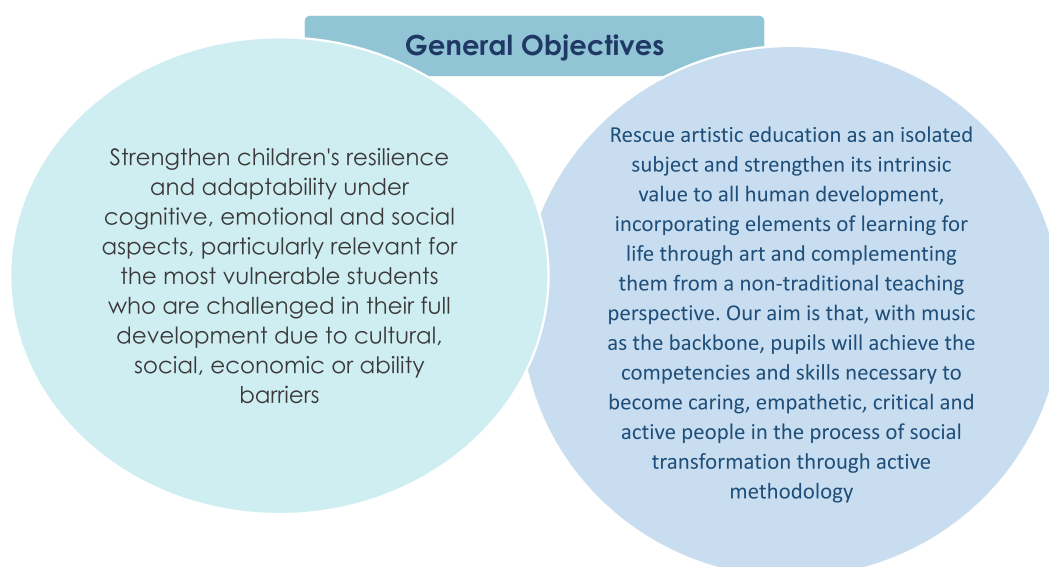 General Objectives
Strengthen children's resilience
and adaptability under
cognitive, emotional and social
aspects, particularly relevant for
the most vulnerable students
who are challenged in their full
development due to cultural,
social, economic or ability
barriers
Rescue artistic education as an isolated
subject and strengthen its intrinsic
value to all human development,
incorporating elements of learning for
life through art and complementing
them from a non-traditional teaching
perspective. Our aim is that, with music
as the backbone, pupils will achieve the
competencies and skills necessary to
become caring, empathetic, critical and
active people in the process of social
transformation through active
methodology